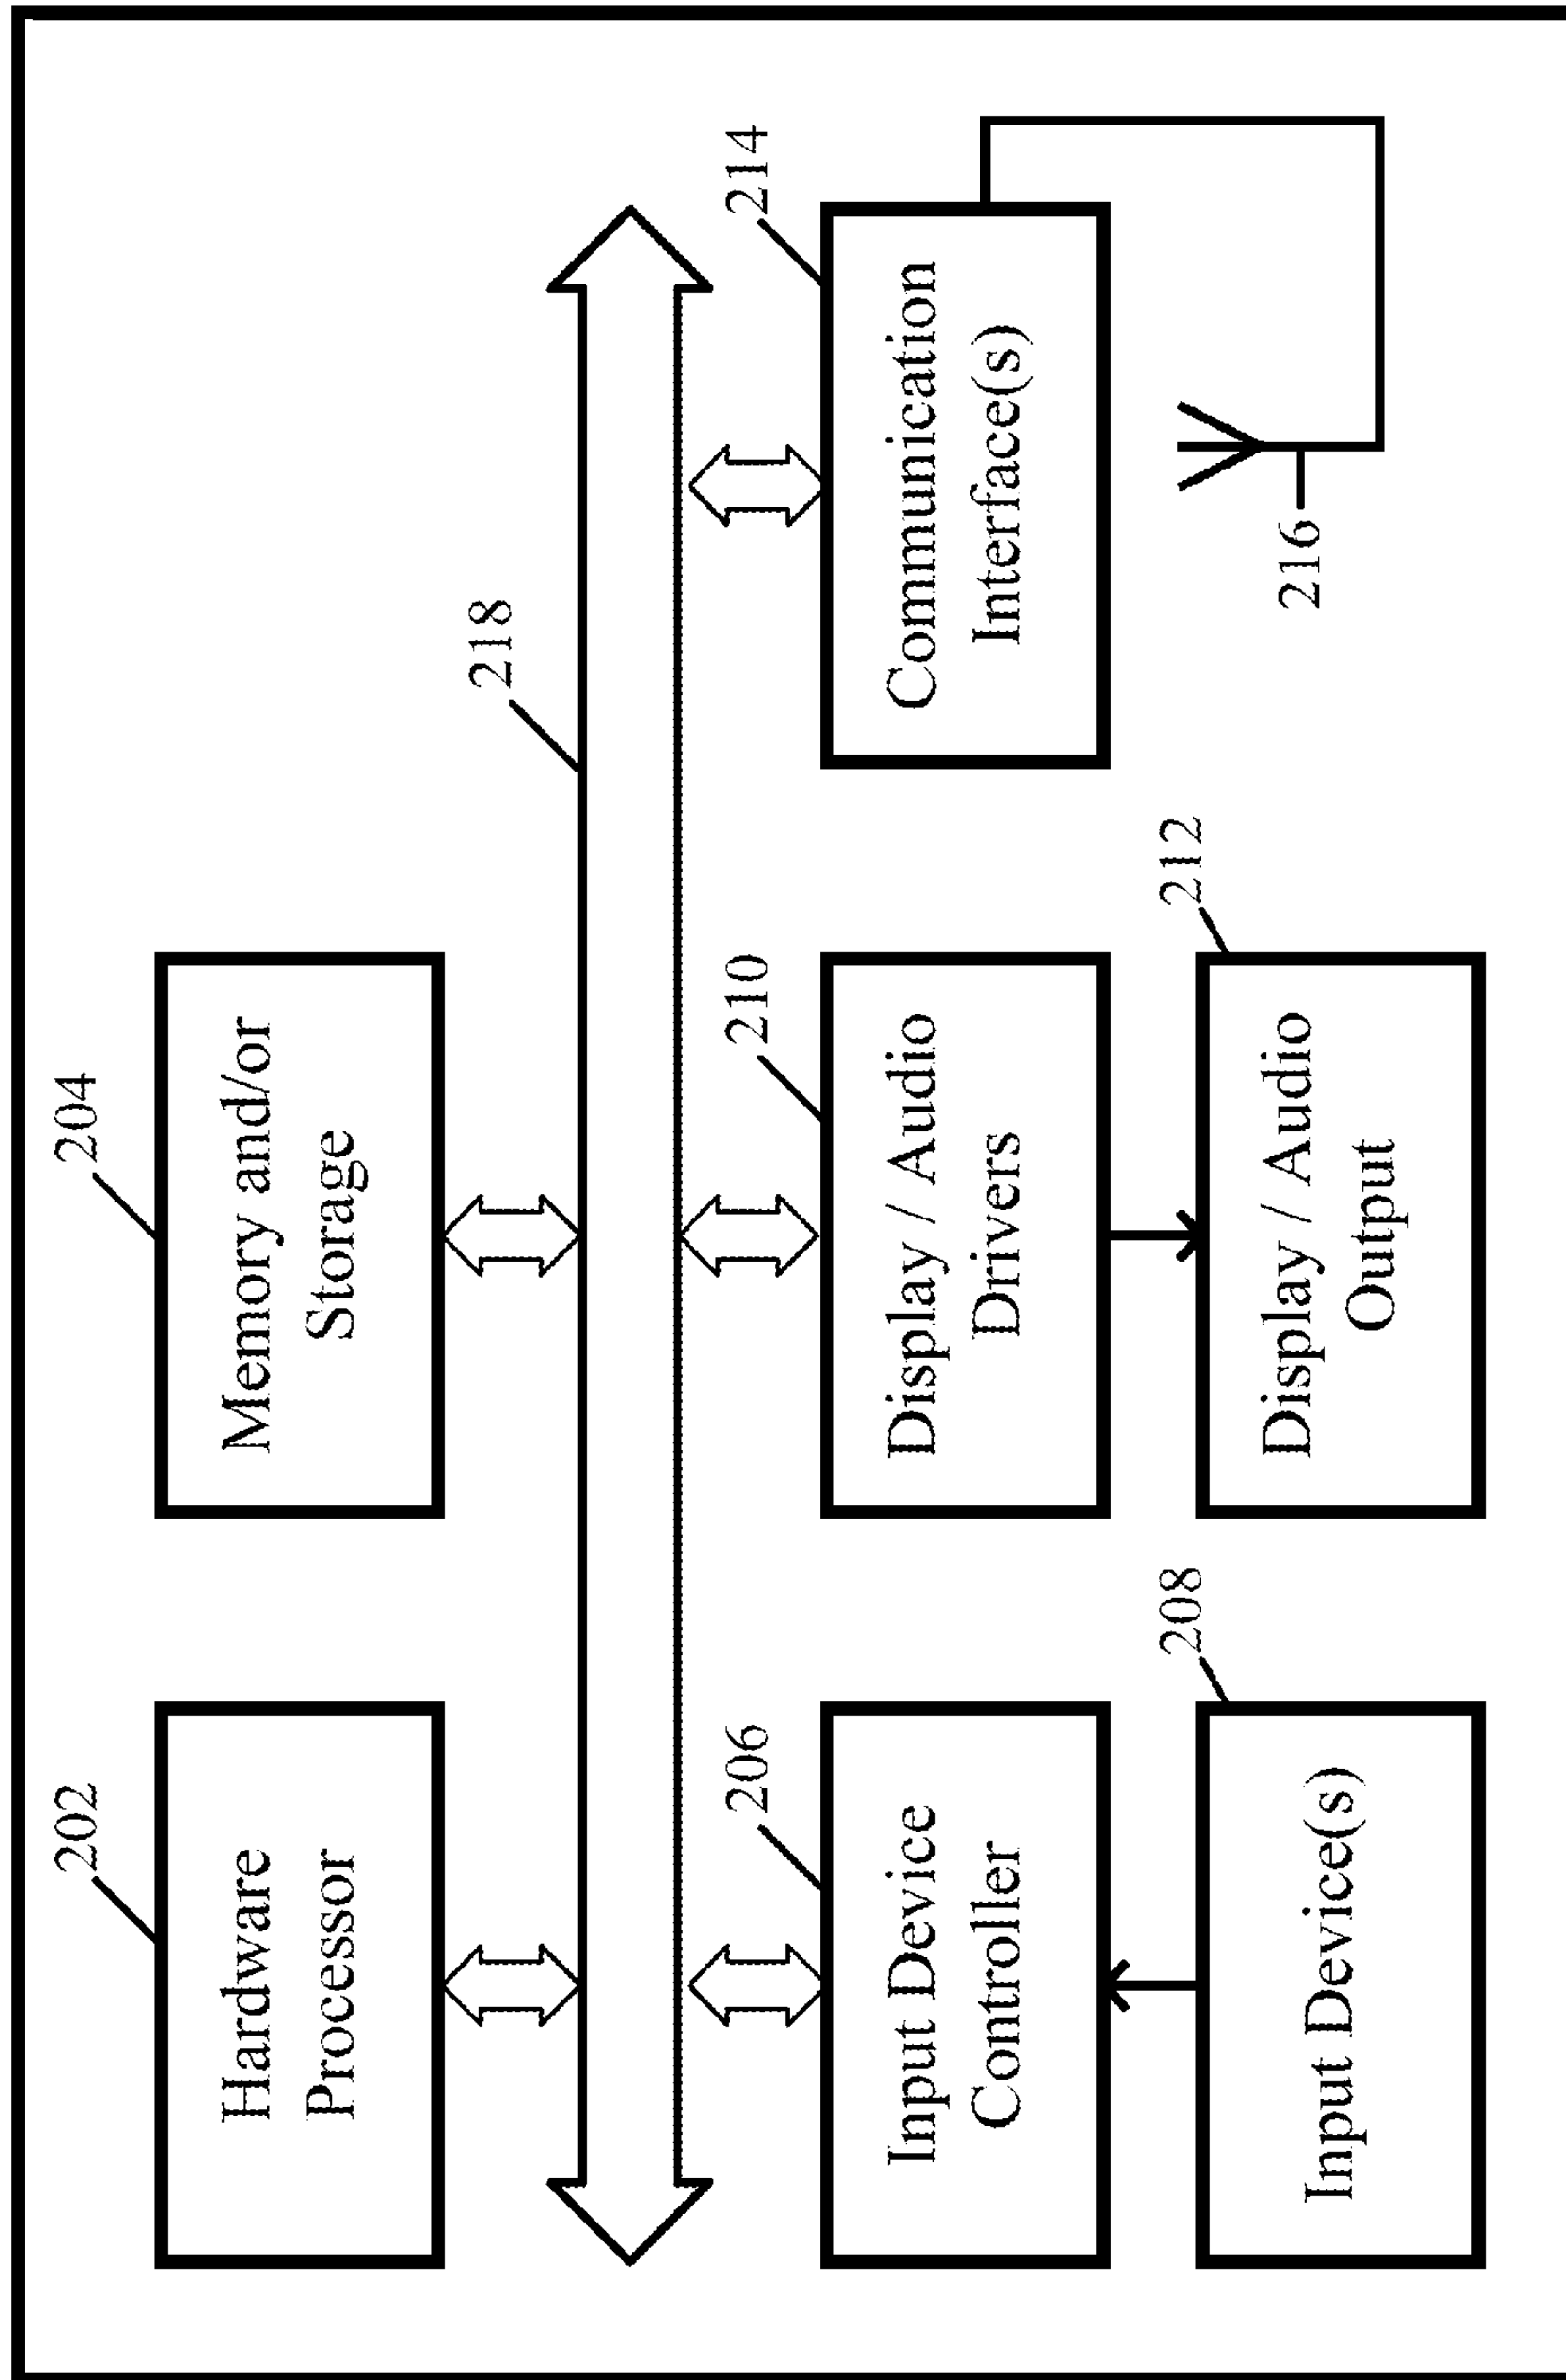 202
Hardware
Processor
204
Memory and/or
Storage
218
206
Input Device
Controller
210
Display / Audio
Drivers
214
Communication
Interface(s)
208
Input Device(s)
212
Display / Audio
Output
216